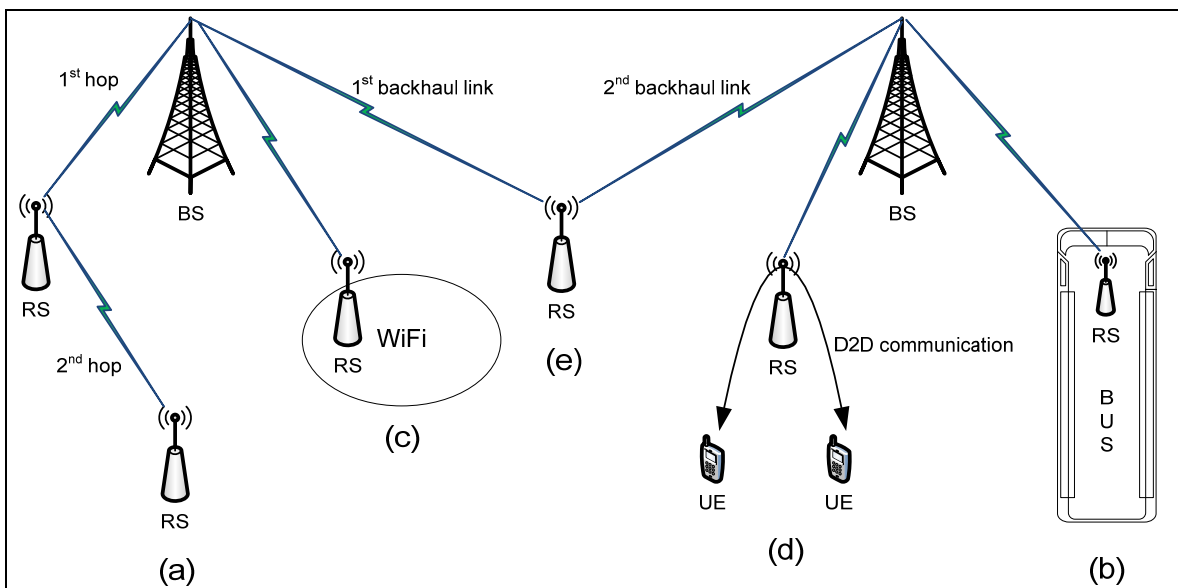 1st hop
1st backhaul link
2nd backhaul link
BS
BS
RS
RS
RS
RS
RS
WiFi
RS
D2D communication
2nd hop
(e)
(c)
B
U
S
UE
UE
RS
(d)
(a)
(b)